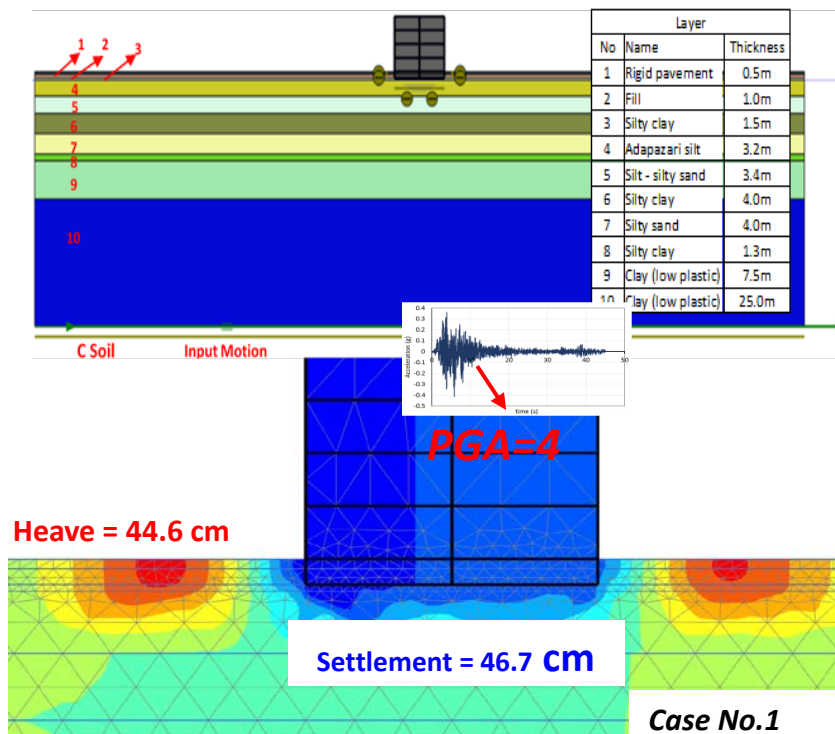 1 2 3
4
5
6
7
8
9
10
Layer
No Name Thickness
1 Rigid pavement 0.5m
2 Fill 1.0m
3 Silty clay 1.5m
4 Adapazari silt 3.2m
5 Silt - silty sand 3.4m
6 Silty clay 4.0m
7 Silty sand 4.0m
8 Silty clay 1.3m
9 Clay (low plastic) 7.5m
10 Clay (low plastic) 25.0m
C Soil Input Motion
Acceleration (g)
0.4
0.3
0.2
0.1
0
-0.1
-0.2
-0.3
-0.4
-0.5
0 10 20 30 40 50
time (s)
PGA=4
Heave = 44.6 cm
Settlement = 46.7 cm
Case No.1